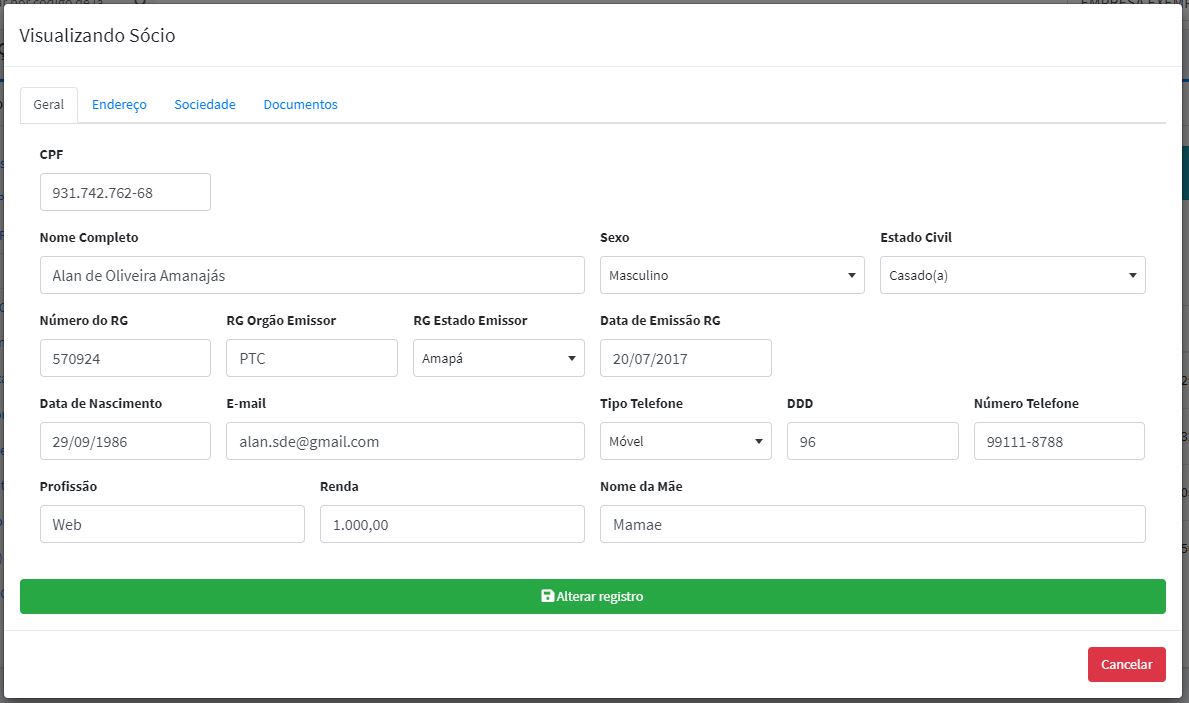 Visualizando Sócio
Geral Endereço Sociedade Documentos
CPF
931.742.762-68
Nome Completo Sexo Estado Civil
Alan de Oliveira Amanajás Masculino Casado(a)
Número do RG RG Orgão Emissor RG Estado Emissor Data de Emissão RG
570924 PTC Amapá 20/07/2017
Data de Nascimento E-mail Tipo Telefone DDD Número Telefone
29/09/1986 alan.sde@gmail.com Móvel 96 99111-8788
Profissão Renda Nome da Mãe
Web 1.000,00 Mamae
Alterar registro
Cancelar